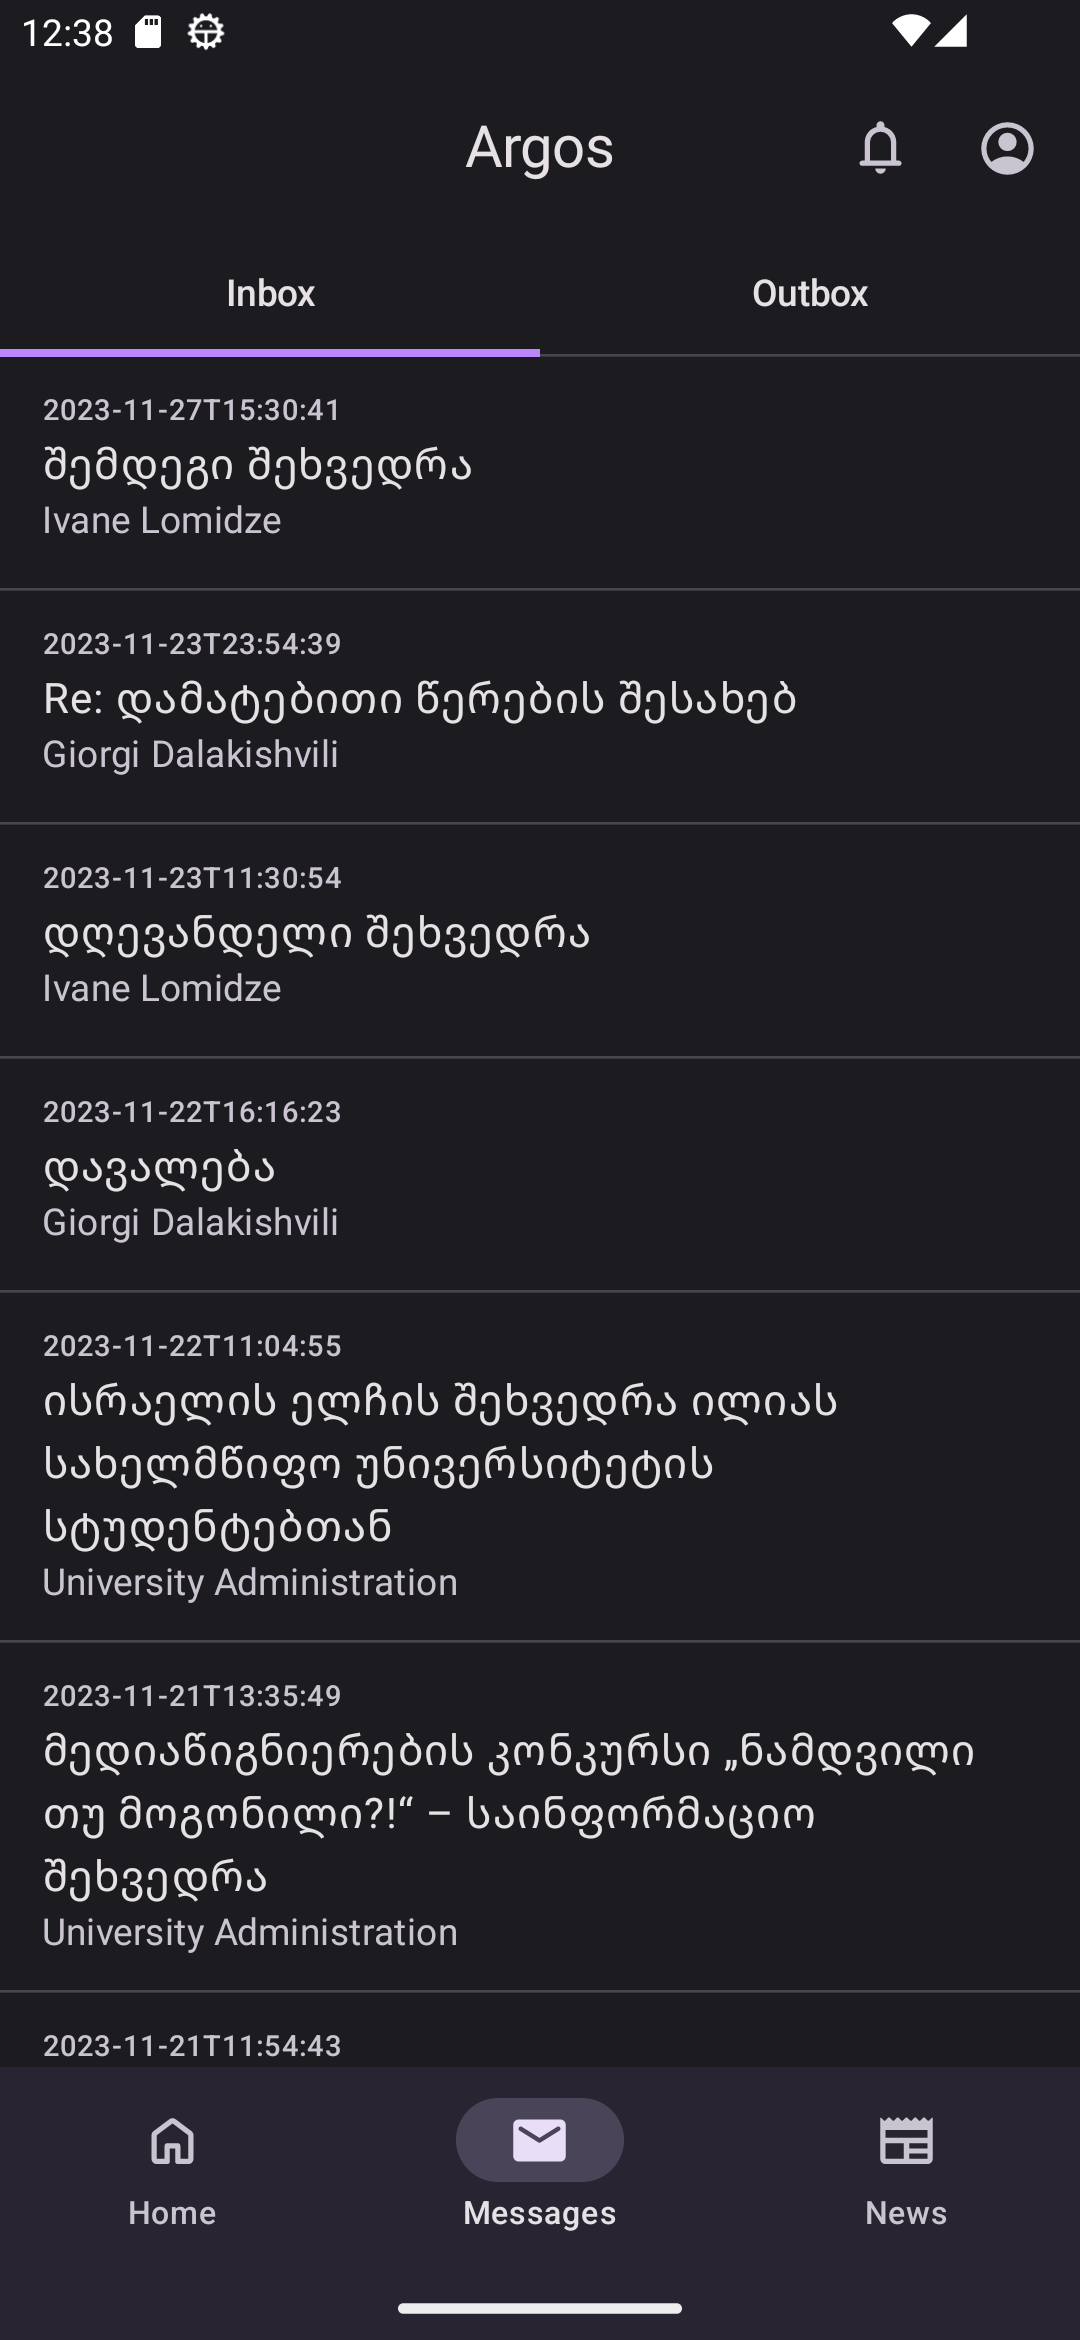 12:38
Argos
Inbox
Outbox
2023-11-27T15:30:41
შემდეგი შეხვედრა
Ivane Lomidze
2023-11-23T23:54:39
Re: დამატებითი წერების შესახებ
Giorgi Dalakishvili
2023-11-23T11:30:54
დღევანდელი შეხვედრა
Ivane Lomidze
2023-11-22T16:16:23
დავალება
Giorgi Dalakishvili
2023-11-22T11:04:55
ისრაელის ელჩის შეხვედრა ილიას
სახელმწიფო უნივერსიტეტის
სტუდენტებთან
University Administration
2023-11-21T13:35:49
მედიაწიგნიერების კონკურსი „ნამდვილი
თუ მოგონილი?!“ – საინფორმაციო
შეხვედრა
University Administration
2023-11-21T11:54:43
Home
Messages
News